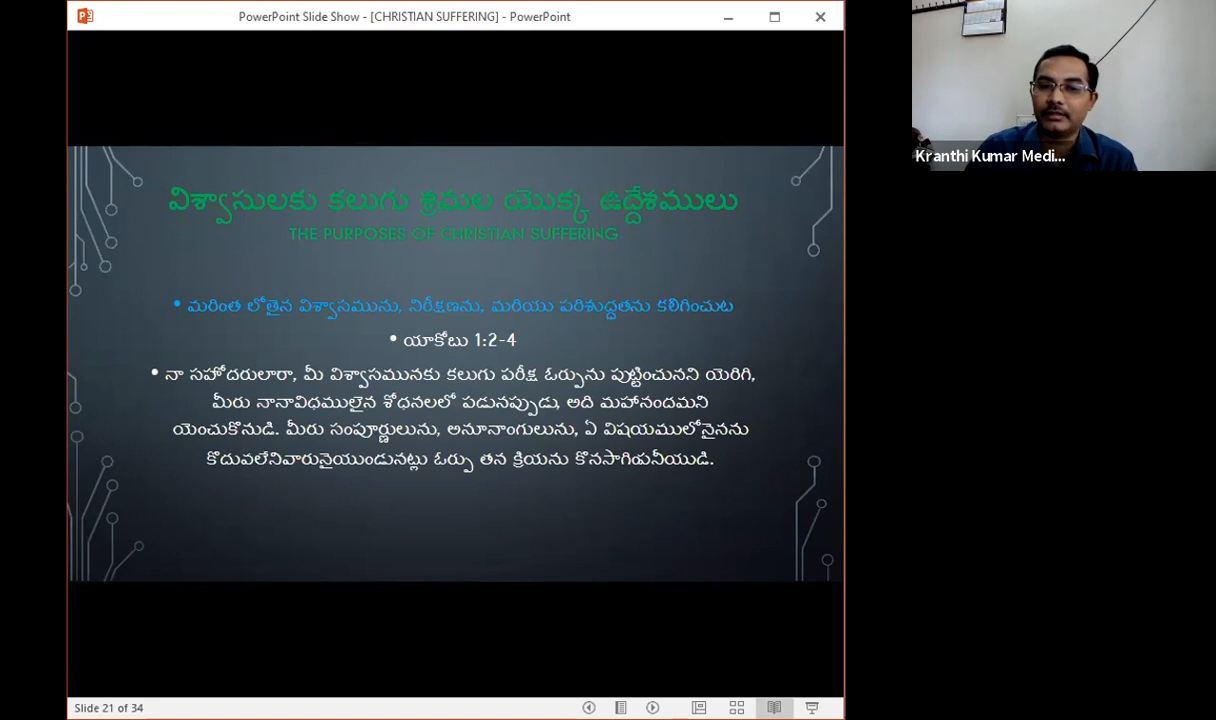 PowerPoint Slide Show - [CHRISTIAN SUFFERING] - PowerPoint
Kranthi Kumar Medi...
విశ్వాసులకు కలుగు శ్రమల యొక్క ఉద్దేశములు
THE PURPOSES OF CHRISTIAN SUFFERING
• మరింత లోతైన విశ్వాసమును, నిరీక్షణను, మరియు పరిశుద్ధతను కలిగించుట
• యాకోబు 1:2-4
• నా సహోదరులారా, మీ విశ్వాసమునకు కలుగు పరీక్ష ఓర్పును పుట్టించునని యెరిగి,
మీరు నానావిధములైన శోధనలలో పడునప్పుడు, అది మహానందమని
యెంచుకొనుడి. మీరు సంపూర్ణులును, అనూనాంగులును, ఏ విషయములోనైనను
కొదువలేనివారునైయుండునట్లు ఓర్పు తన క్రియను కొనసాగింపనీయుడి.
Slide 21 of 34